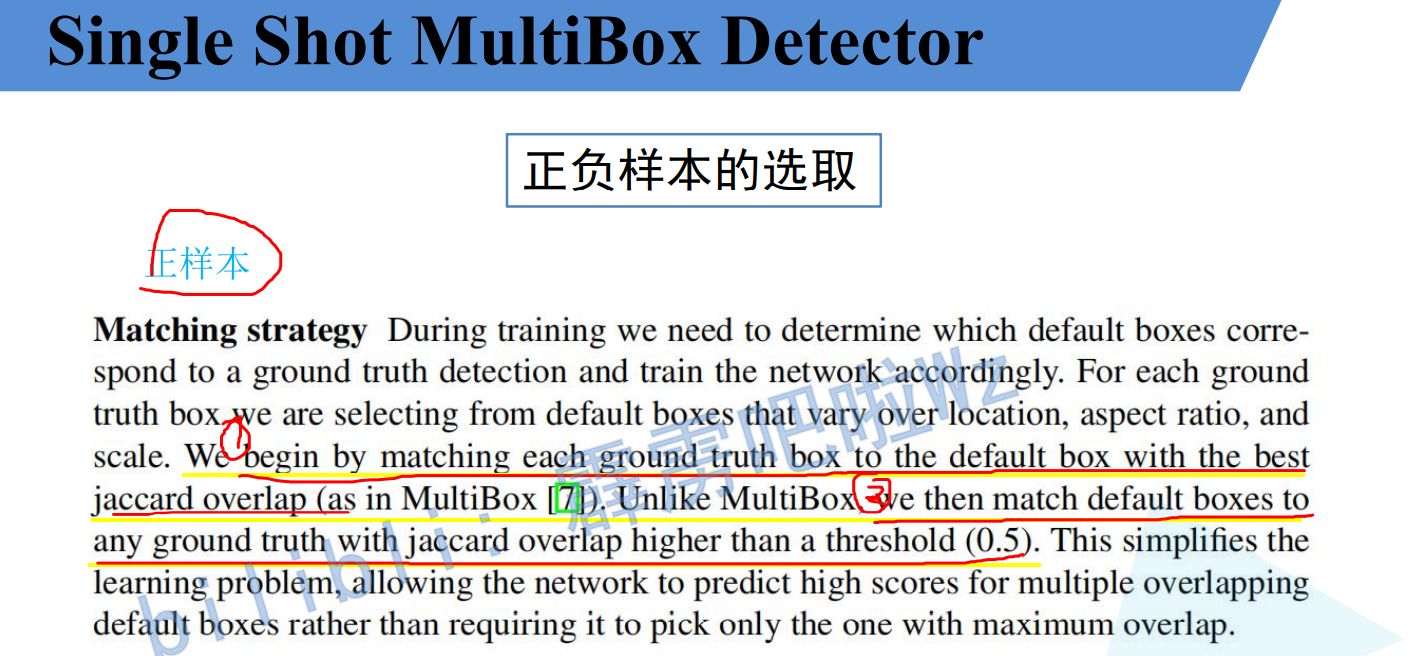 Single Shot MultiBox Detector
正负样本的选取
正样本
Matching strategy During training we need to determine which default boxes corre-
spond to a ground truth detection and train the network accordingly. For each ground
truth box we are selecting from default boxes that vary over location, aspect ratio, and
scale. We begin by matching each ground truth box to the default box with the best
jaccard overlap (as in MultiBox [7]). Unlike MultiBox, we then match default boxes to
any ground truth with jaccard overlap higher than a threshold (0.5). This simplifies the
learning problem, allowing the network to predict high scores for multiple overlapping
default boxes rather than requiring it to pick only the one with maximum overlap.
1
2
bilibili: 霹雳吧啦Wz